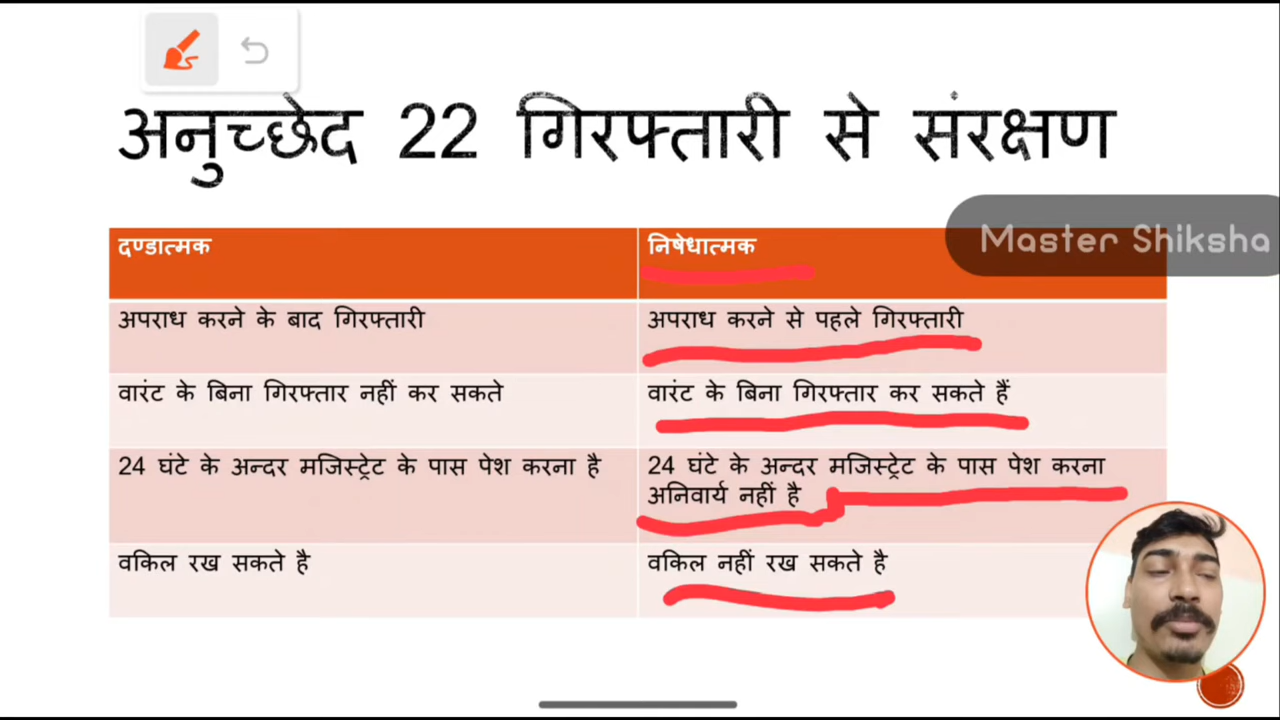 अनुच्छेद 22 गिरफ्तारी से संरक्षण
Master Shiksha
दण्डात्मक
निषेधात्मक
अपराध करने के बाद गिरफ्तारी
अपराध करने से पहले गिरफ्तारी
वारंट के बिना गिरफ्तार नहीं कर सकते
वारंट के बिना गिरफ्तार कर सकते हैं
24 घंटे के अन्दर मजिस्ट्रेट के पास पेश करना है
24 घंटे के अन्दर मजिस्ट्रेट के पास पेश करना
अनिवार्य नहीं है
वकिल रख सकते है
वकिल नहीं रख सकते है